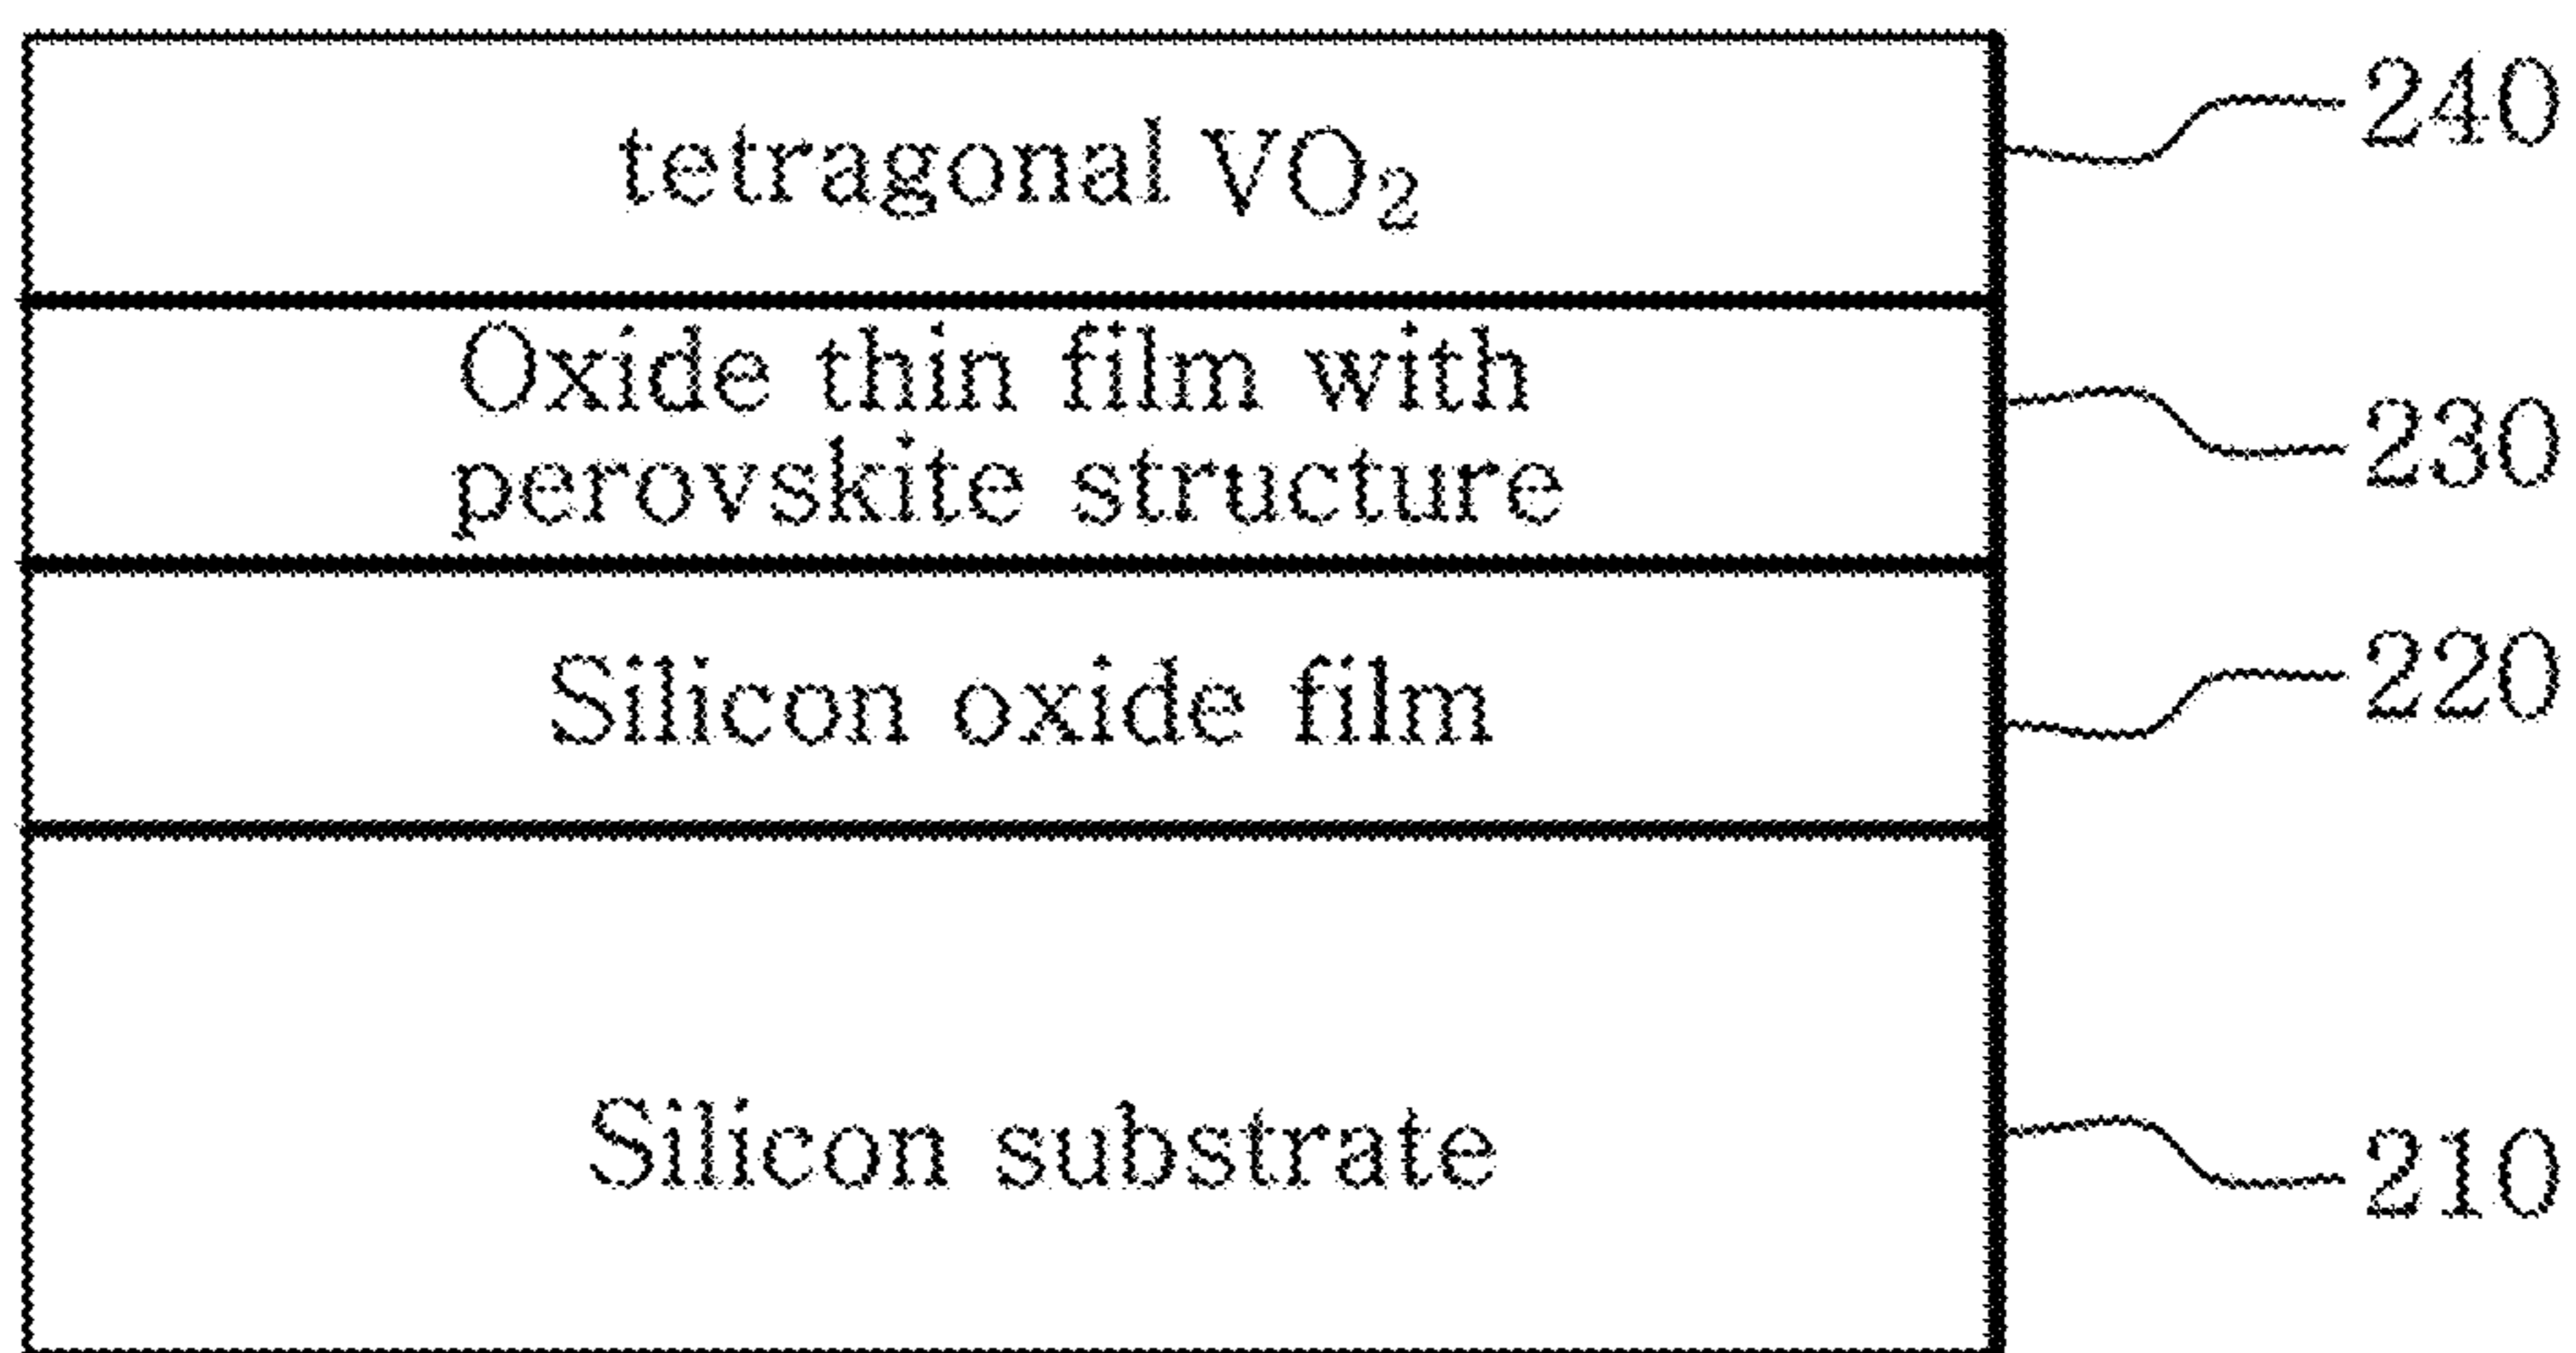 tetragonal VO₂
240
Oxide thin film with
perovskite structure
230
Silicon oxide film
220
Silicon substrate
210